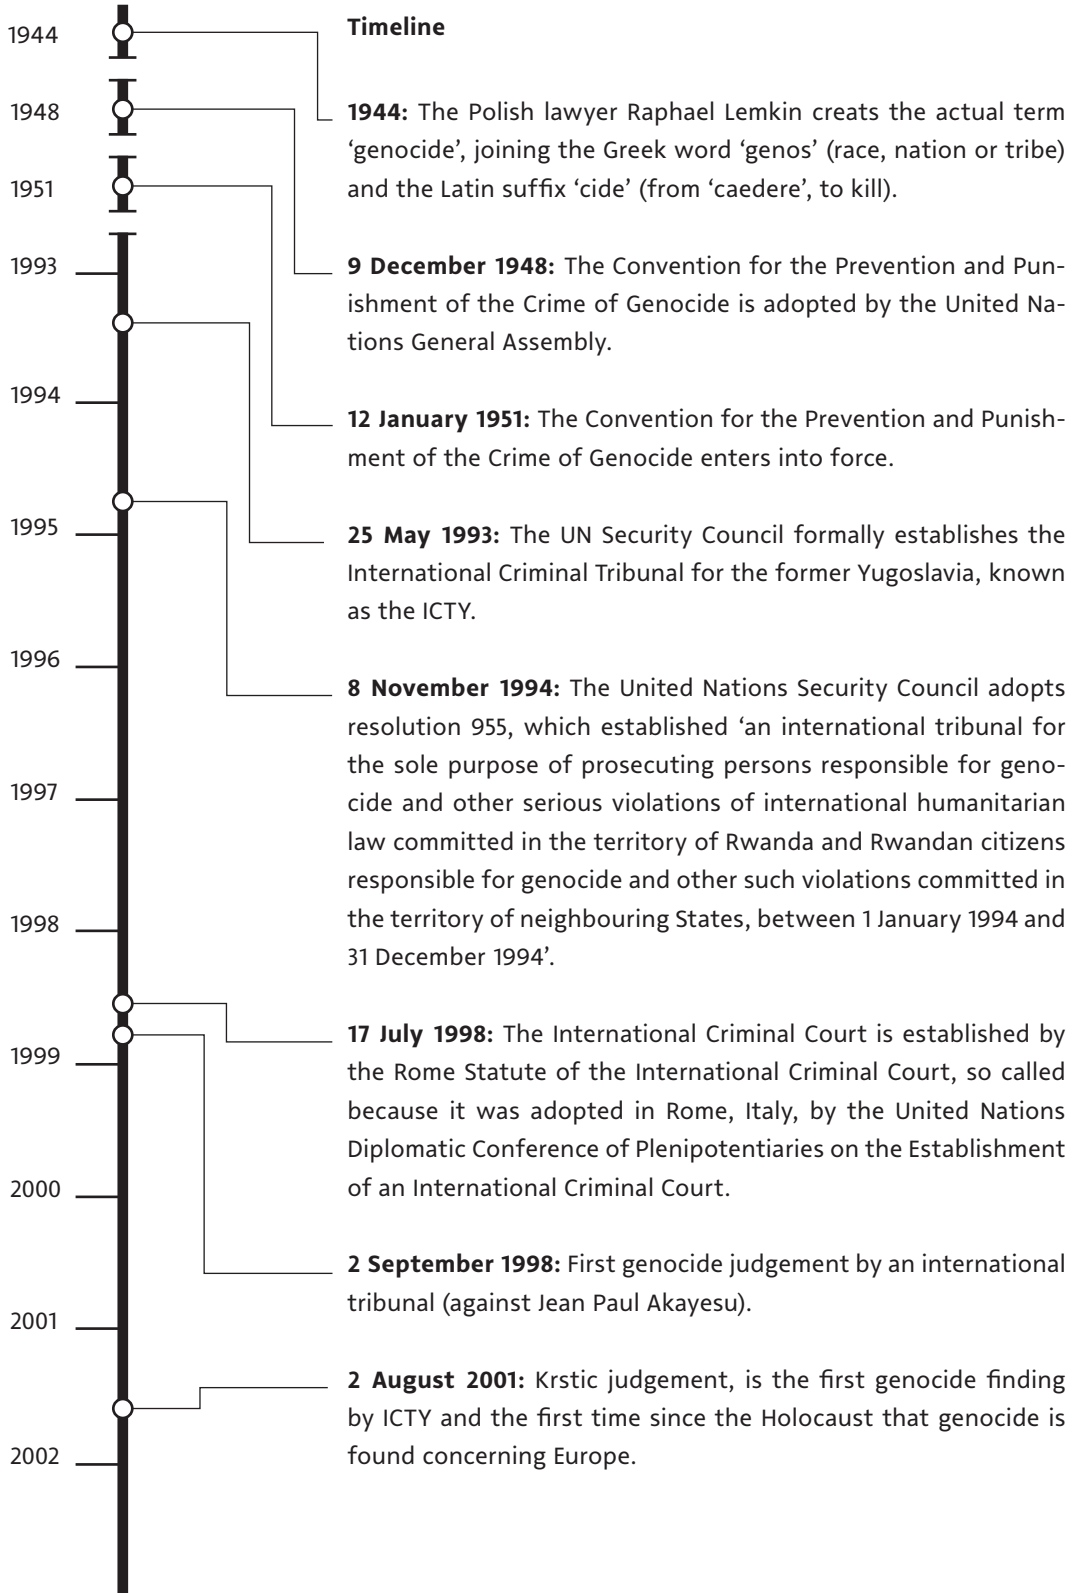 Timeline
1944
1948
1951
1993
1994
1995
1996
1997
1998
1999
2000
2001
2002
1944: The Polish lawyer Raphael Lemkin creats the actual term
‘genocide’, joining the Greek word ‘genos’ (race, nation or tribe)
and the Latin suffix ‘cide’ (from ‘caedere’, to kill).
9 December 1948: The Convention for the Prevention and Pun-
ishment of the Crime of Genocide is adopted by the United Na-
tions General Assembly.
12 January 1951: The Convention for the Prevention and Punish-
ment of the Crime of Genocide enters into force.
25 May 1993: The UN Security Council formally establishes the
International Criminal Tribunal for the former Yugoslavia, known
as the ICTY.
8 November 1994: The United Nations Security Council adopts
resolution 955, which established ‘an international tribunal for
the sole purpose of prosecuting persons responsible for geno-
cide and other serious violations of international humanitarian
law committed in the territory of Rwanda and Rwandan citizens
responsible for genocide and other such violations committed in
the territory of neighbouring States, between 1 January 1994 and
31 December 1994’.
17 July 1998: The International Criminal Court is established by
the Rome Statute of the International Criminal Court, so called
because it was adopted in Rome, Italy, by the United Nations
Diplomatic Conference of Plenipotentiaries on the Establishment
of an International Criminal Court.
2 September 1998: First genocide judgement by an international
tribunal (against Jean Paul Akayesu).
2 August 2001: Krstic judgement, is the first genocide finding
by ICTY and the first time since the Holocaust that genocide is
found concerning Europe.